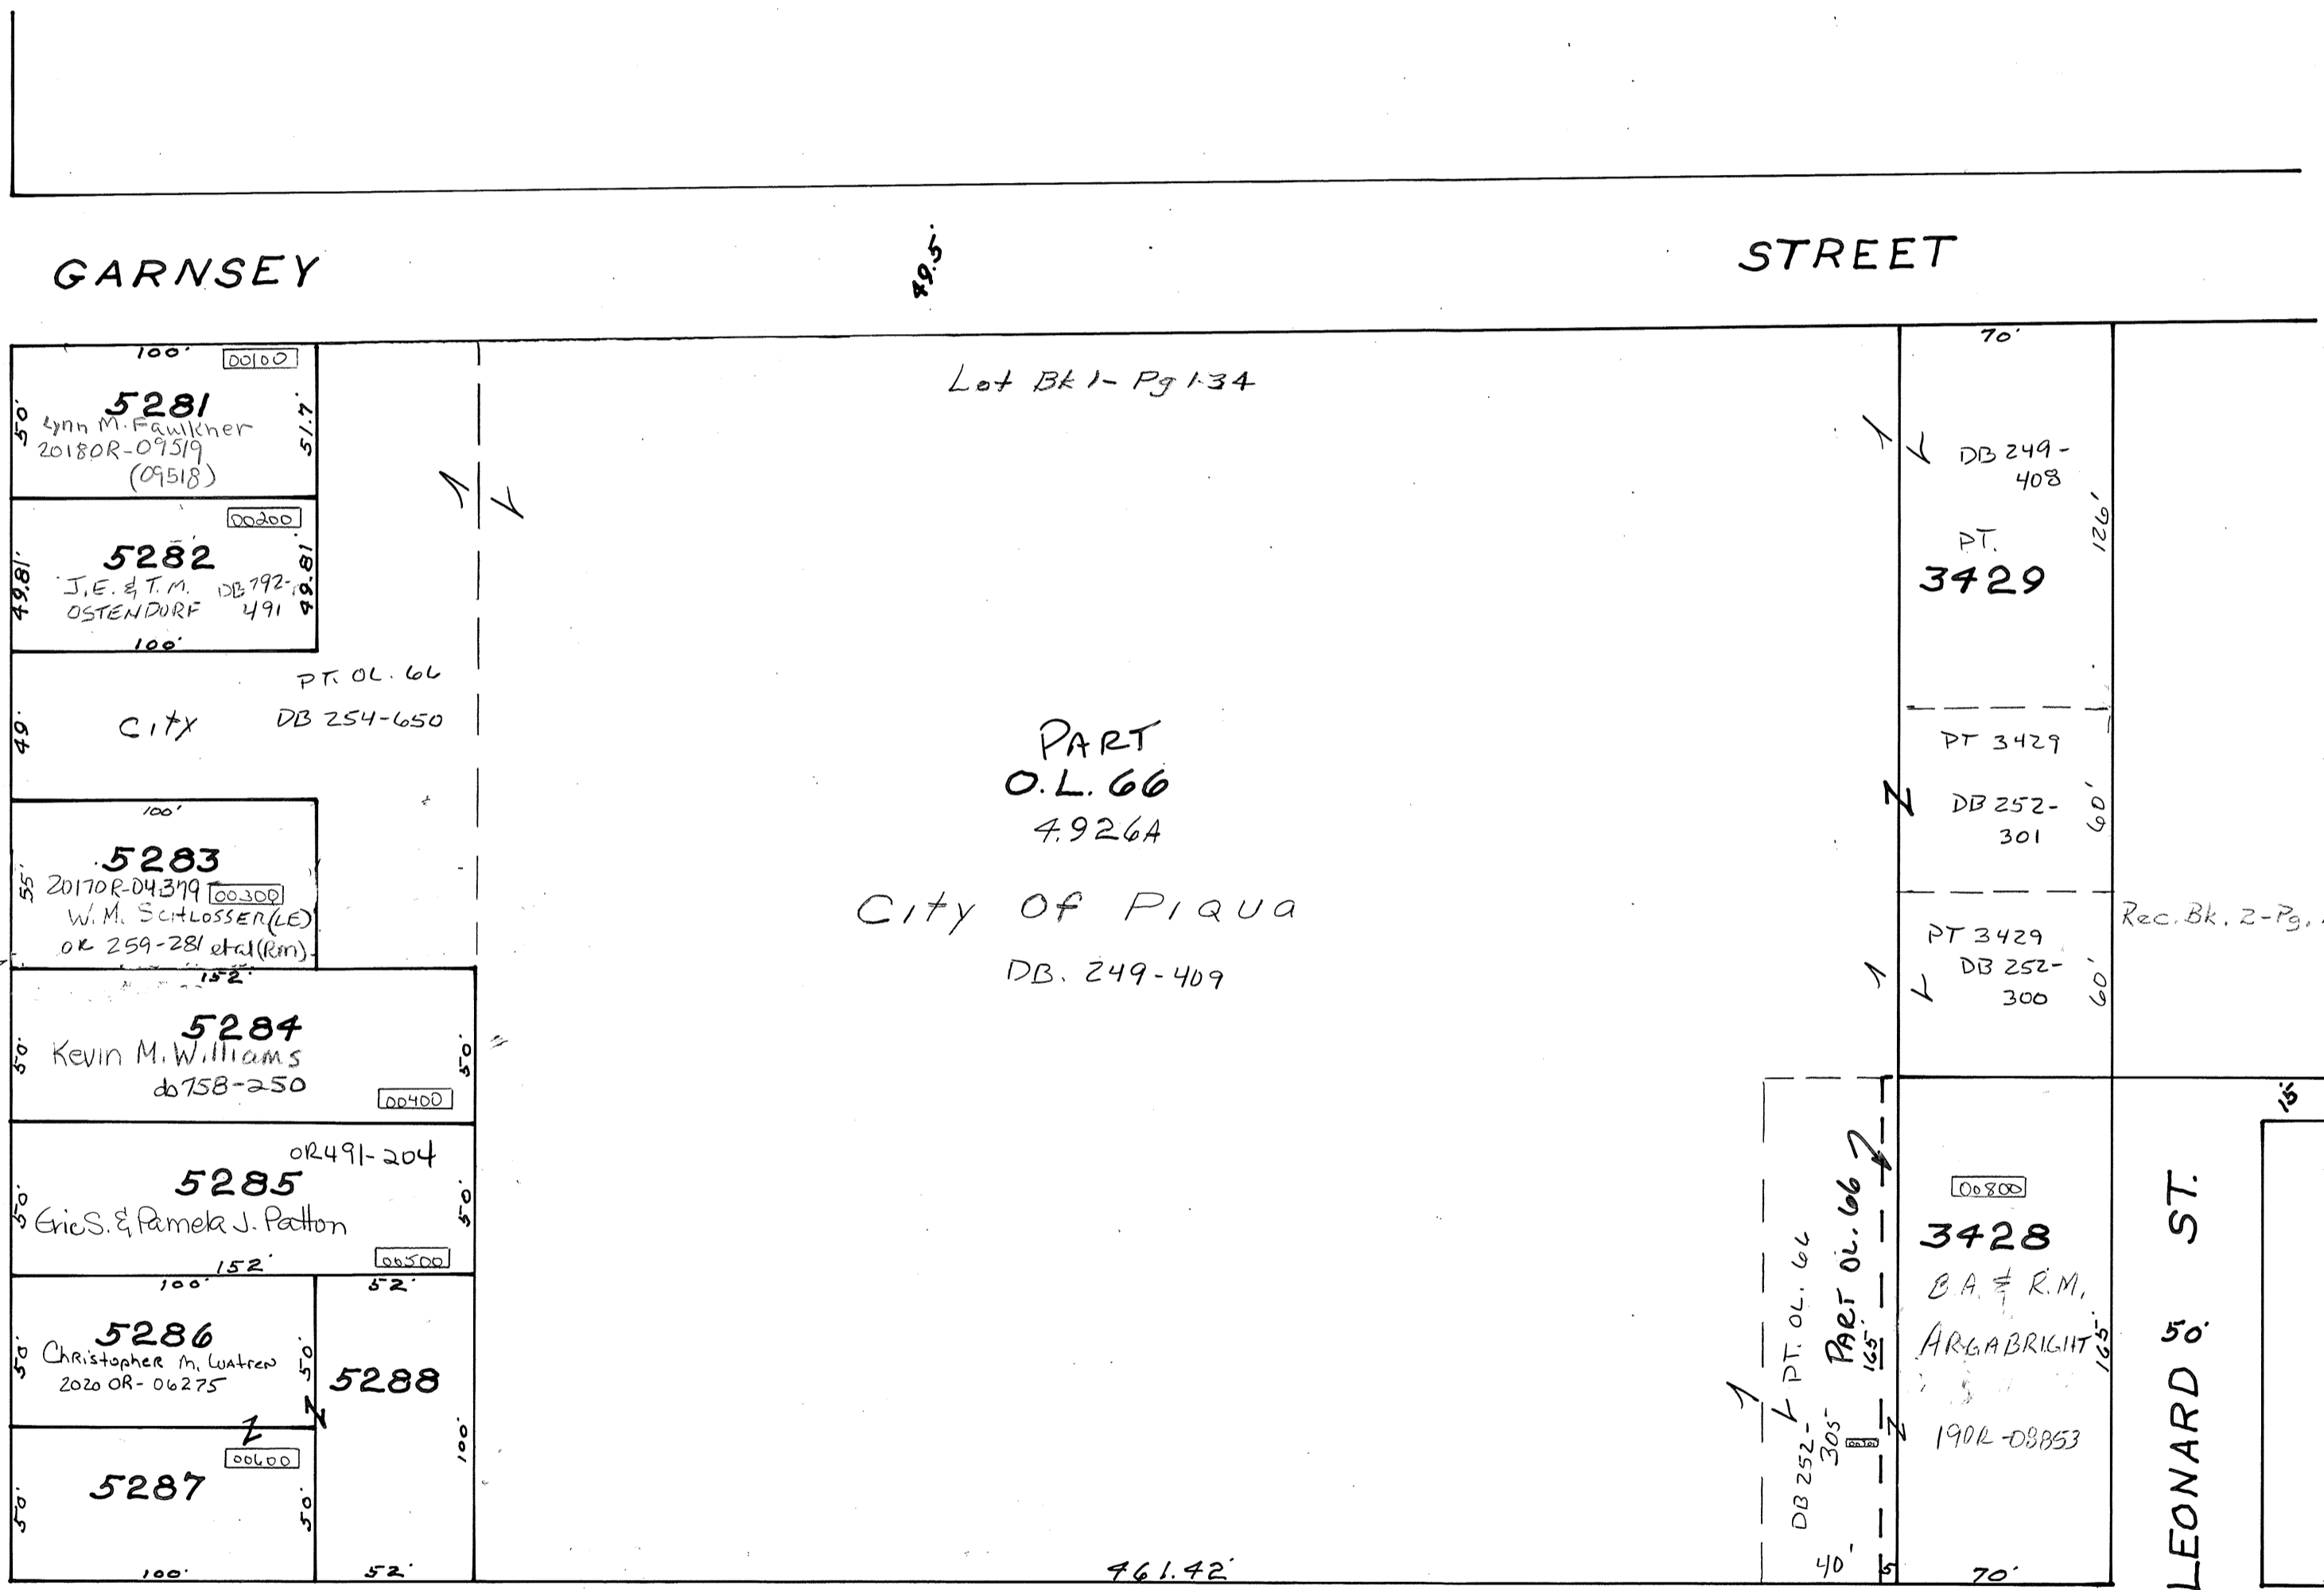 GARNSEY
49.5'
STREET
100'
00100
50'
5281
51.7'
Lynn M. Faulkner
2018OR-09519
(09518)
00200
49.81'
5282
49.81'
J.E. & T.M.
OSTENDORF
DB 792-
491
100'
PT. OL. 66
49'
City
DB 254-650
100'
55'
5283
2017OR-04379
00300
W.M. SCHLOSSER(LE)
OR 259-281 etal(Rm)
152'
50'
5284
50'
Kevin M. Williams
db 758-250
00400
OR491-204
50'
5285
50'
Eric S. & Pamela J. Patton
152'
00500
100'
52'
50'
5286
50'
Christopher M. Watren
2020 OR-06275
5288
100'
00600
50'
5287
50'
100'
52'
Lot Bk 1- Pg 134
PART
O.L. 66
4.926A
City Of Piqua
DB. 249-409
461.42'
70'
DB 249-
408
126'
PT.
3429
PT 3429
DB 252-
301
60'
PT 3429
DB 252-
300
60'
Rec. Bk. 2-Pg.
PT. OL. 66
DB 252-
305
PART OL. 66
165'
40'
5
00800
3428
B.A. & R.M.
ARGABRIGHT
165'
19OR-08853
70'
15'
LEONARD ST.
50'